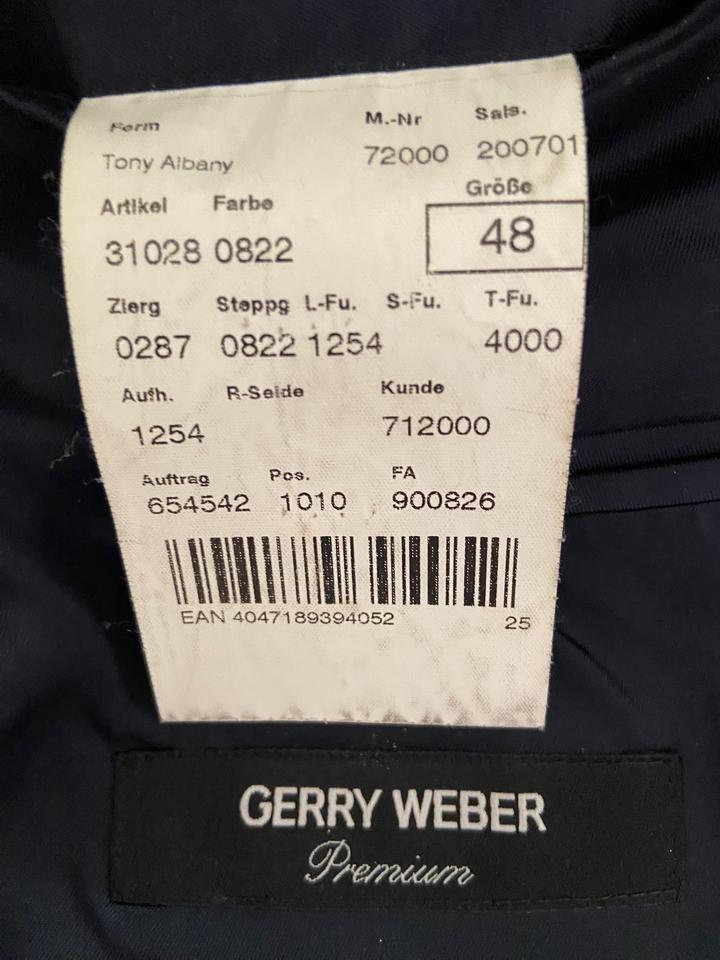 Form M.-Nr Sais.
Tony Albany 72000 200701
Größe
Artikel Farbe
31028 0822 48
Zierg Steppg L-Fu. S-Fu. T-Fu.
0287 0822 1254 4000
Aufh. R-Seide Kunde
1254 712000
Auftrag Pos. FA
654542 1010 900826
EAN 4047189394052 25
GERRY WEBER
Premium